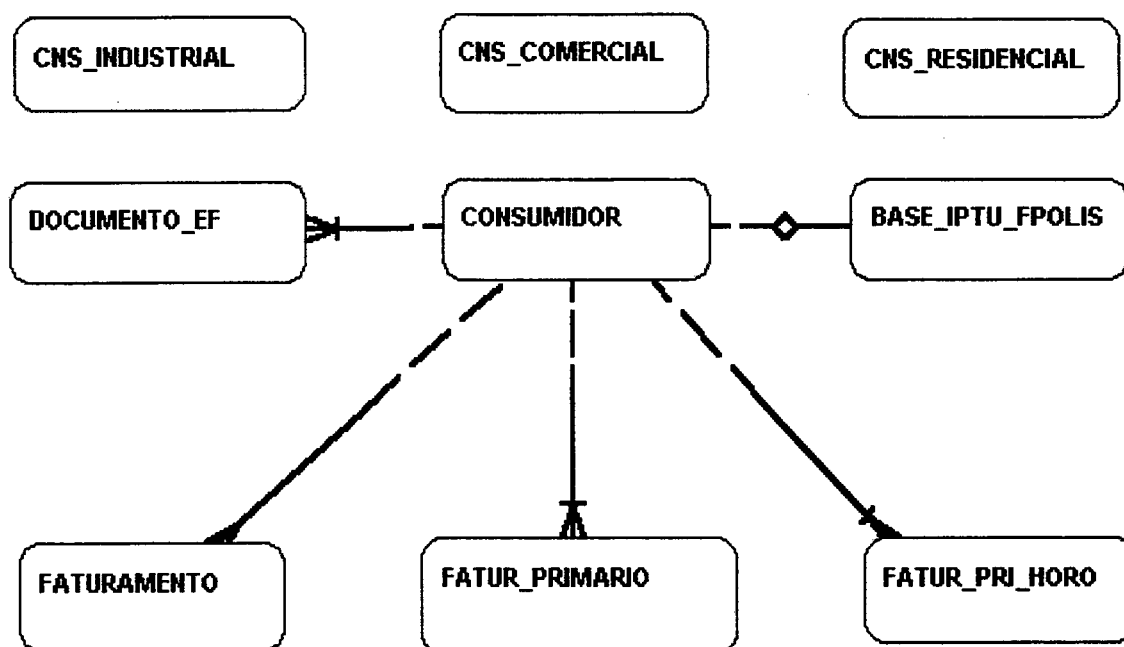 CNS_INDUSTRIAL
CNS_COMERCIAL
CNS_RESIDENCIAL
DOCUMENTO_EF
CONSUMIDOR
BASE_IPTU_FPOLIS
FATURAMENTO
FATUR_PRIMARIO
FATUR_PRI_HORO